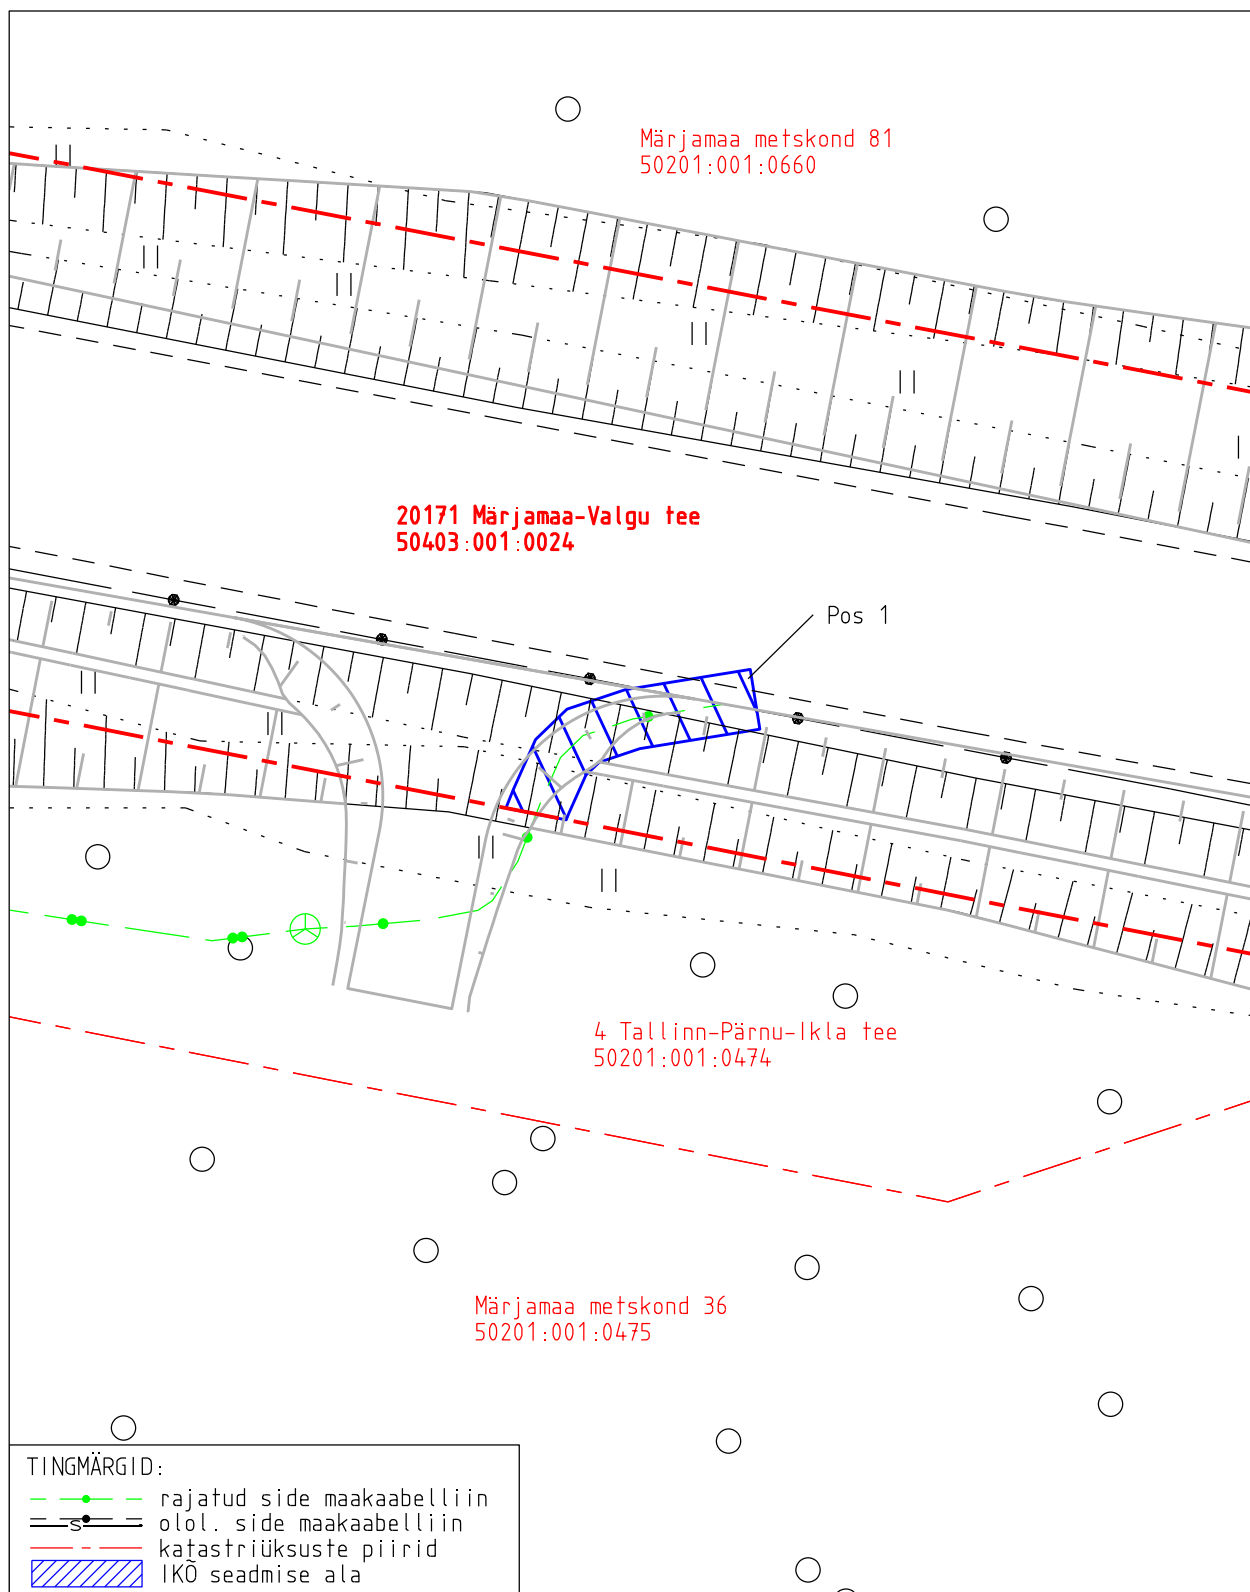 Märjamaa metskond 81
50201:001:0660
20171 Märjamaa-Valgu tee
50403:001:0024
Pos 1
4 Tallinn-Pärnu-Ikla tee
50201:001:0474
Märjamaa metskond 36
50201:001:0475
TINGMÄRGID:
rajatud side maakaabelliin
S olol. side maakaabelliin
katastriüksuste piirid
IKÕ seadmise ala